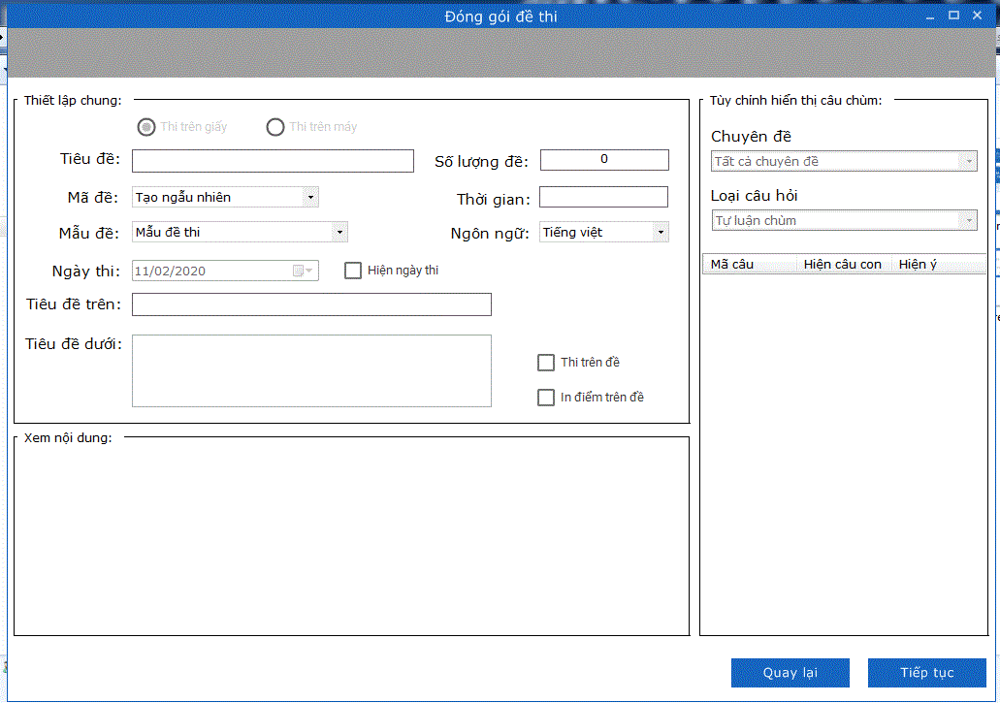 Đóng gói đề thi
Thiết lập chung:
Thi trên giấy
Thi trên máy
Tiêu đề:
Số lượng đề:
0
Mã đề:
Tạo ngẫu nhiên
Thời gian:
Mẫu đề:
Mẫu đề thi
Ngôn ngữ:
Tiếng việt
Ngày thi:
11/02/2020
Hiện ngày thi
Tiêu đề trên:
Tiêu đề dưới:
Thi trên đề
In điểm trên đề
Xem nội dung:
Tùy chỉnh hiển thị câu chùm:
Chuyên đề
Tất cả chuyên đề
Loại câu hỏi
Tự luận chùm
Mã câu
Hiện câu con
Hiện ý
Quay lại
Tiếp tục